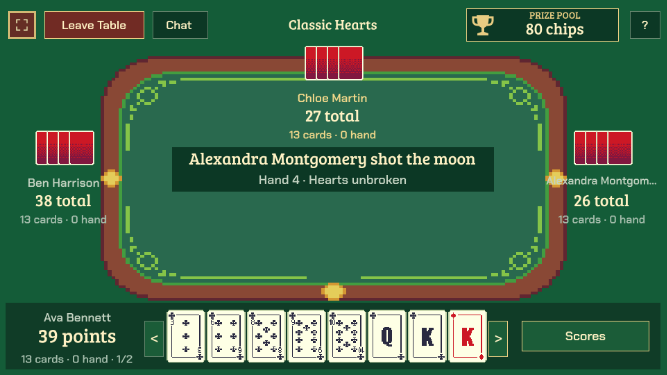 Leave Table
Chat
Classic Hearts
PRIZE POOL
80 chips
?
Chloe Martin
27 total
13 cards · 0 hand
Alexandra Montgomery shot the moon
Hand 4 · Hearts unbroken
Ben Harrison
38 total
13 cards · 0 hand
Alexandra Montgom...
26 total
13 cards · 0 hand
Ava Bennett
39 points
13 cards · 0 hand · 1/2
<
Q
K
K
>
Scores